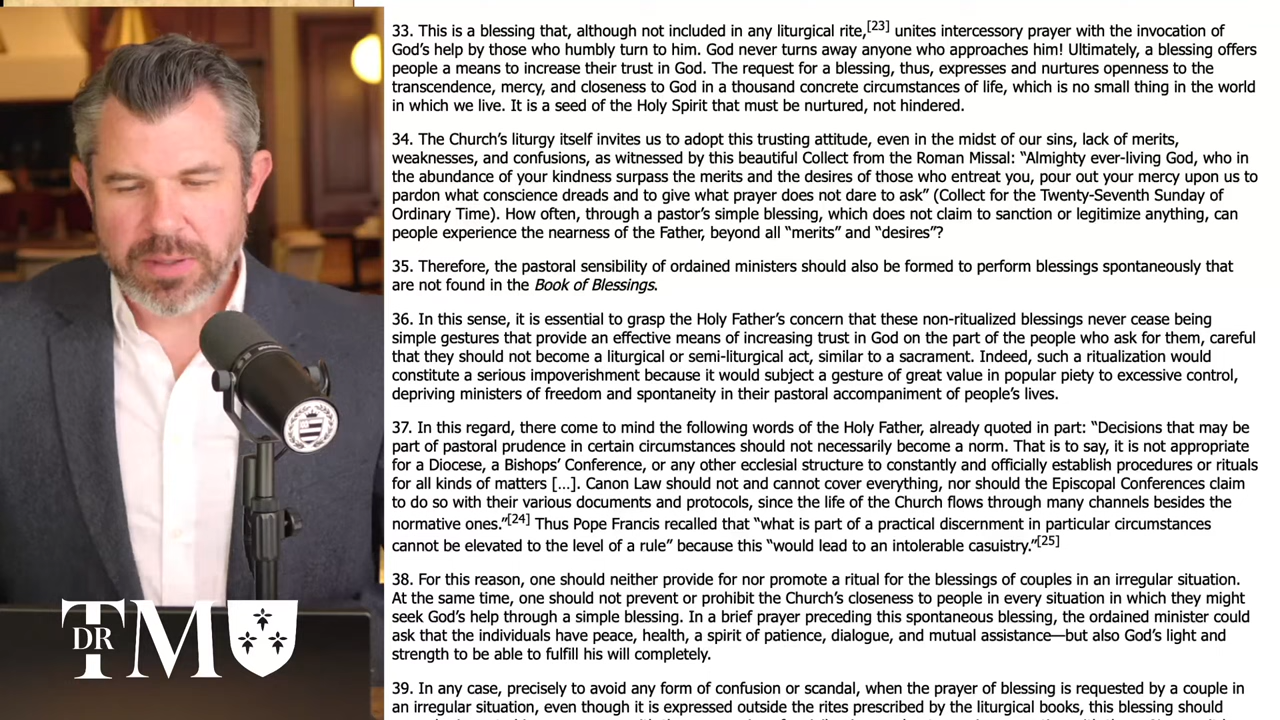 33. This is a blessing that, although not included in any liturgical rite,[23] unites intercessory prayer with the invocation of
God’s help by those who humbly turn to him. God never turns away anyone who approaches him! Ultimately, a blessing offers
people a means to increase their trust in God. The request for a blessing, thus, expresses and nurtures openness to the
transcendence, mercy, and closeness to God in a thousand concrete circumstances of life, which is no small thing in the world
in which we live. It is a seed of the Holy Spirit that must be nurtured, not hindered.
34. The Church’s liturgy itself invites us to adopt this trusting attitude, even in the midst of our sins, lack of merits,
weaknesses, and confusions, as witnessed by this beautiful Collect from the Roman Missal: “Almighty ever-living God, who in
the abundance of your kindness surpass the merits and the desires of those who entreat you, pour out your mercy upon us to
pardon what conscience dreads and to give what prayer does not dare to ask” (Collect for the Twenty-Seventh Sunday of
Ordinary Time). How often, through a pastor’s simple blessing, which does not claim to sanction or legitimize anything, can
people experience the nearness of the Father, beyond all “merits” and “desires”?
35. Therefore, the pastoral sensibility of ordained ministers should also be formed to perform blessings spontaneously that
are not found in the Book of Blessings.
36. In this sense, it is essential to grasp the Holy Father’s concern that these non-ritualized blessings never cease being
simple gestures that provide an effective means of increasing trust in God on the part of the people who ask for them, careful
that they should not become a liturgical or semi-liturgical act, similar to a sacrament. Indeed, such a ritualization would
constitute a serious impoverishment because it would subject a gesture of great value in popular piety to excessive control,
depriving ministers of freedom and spontaneity in their pastoral accompaniment of people’s lives.
37. In this regard, there come to mind the following words of the Holy Father, already quoted in part: “Decisions that may be
part of pastoral prudence in certain circumstances should not necessarily become a norm. That is to say, it is not appropriate
for a Diocese, a Bishops’ Conference, or any other ecclesial structure to constantly and officially establish procedures or rituals
for all kinds of matters […]. Canon Law should not and cannot cover everything, nor should the Episcopal Conferences claim
to do so with their various documents and protocols, since the life of the Church flows through many channels besides the
normative ones.”[24] Thus Pope Francis recalled that “what is part of a practical discernment in particular circumstances
cannot be elevated to the level of a rule” because this “would lead to an intolerable casuistry.”[25]
38. For this reason, one should neither provide for nor promote a ritual for the blessings of couples in an irregular situation.
At the same time, one should not prevent or prohibit the Church’s closeness to people in every situation in which they might
seek God’s help through a simple blessing. In a brief prayer preceding this spontaneous blessing, the ordained minister could
ask that the individuals have peace, health, a spirit of patience, dialogue, and mutual assistance—but also God’s light and
strength to be able to fulfill his will completely.
39. In any case, precisely to avoid any form of confusion or scandal, when the prayer of blessing is requested by a couple in
an irregular situation, even though it is expressed outside the rites prescribed by the liturgical books, this blessing should
DR TM